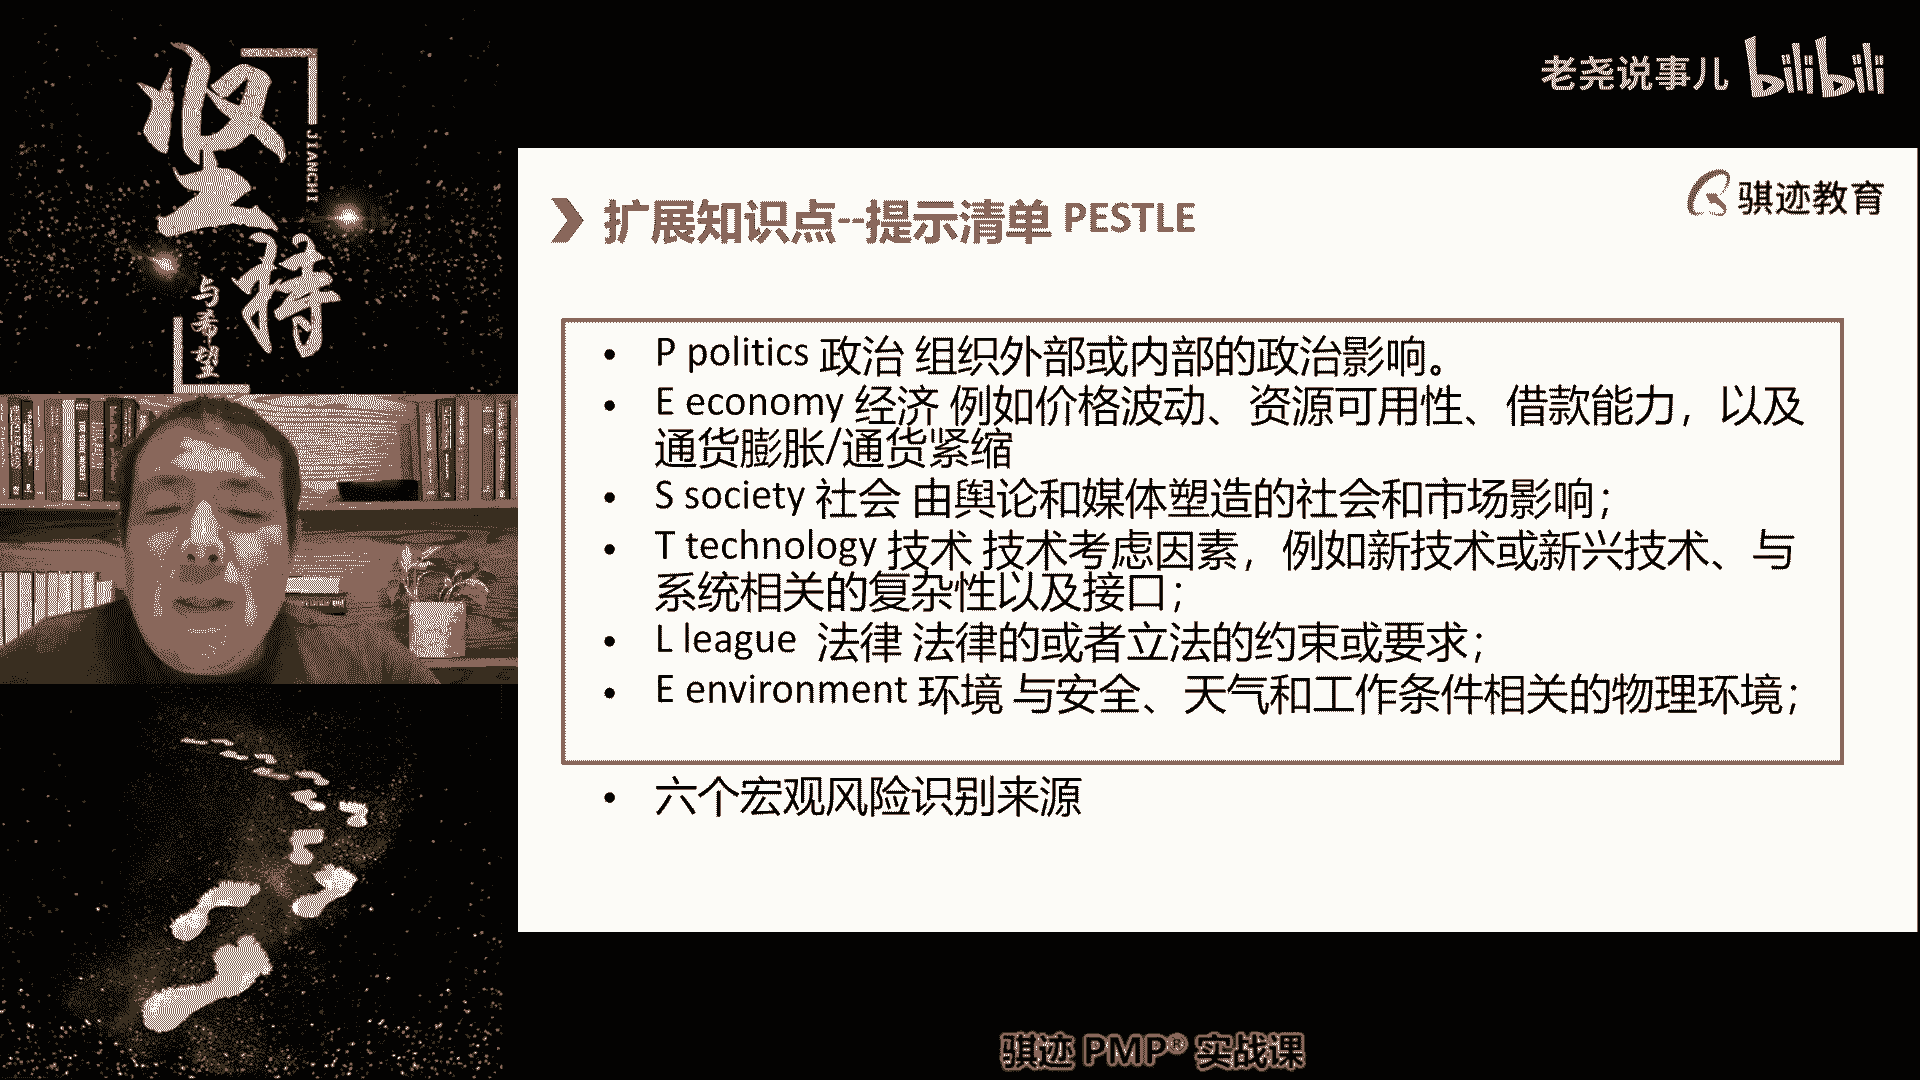 坚持
JIANCHI
与希望
老尧说事儿 bilibili
骐迹教育
扩展知识点--提示清单 PESTLE
• P politics 政治 组织外部或内部的政治影响。
• E economy 经济 例如价格波动、资源可用性、借款能力，以及
通货膨胀/通货紧缩
• S society 社会 由舆论和媒体塑造的社会和市场影响；
• T technology 技术 技术考虑因素，例如新技术或新兴技术、与
系统相关的复杂性以及接口；
• L league 法律 法律的或者立法的约束或要求；
• E environment 环境 与安全、天气和工作条件相关的物理环境；
• 六个宏观风险识别来源
骐迹 PMP® 实战课